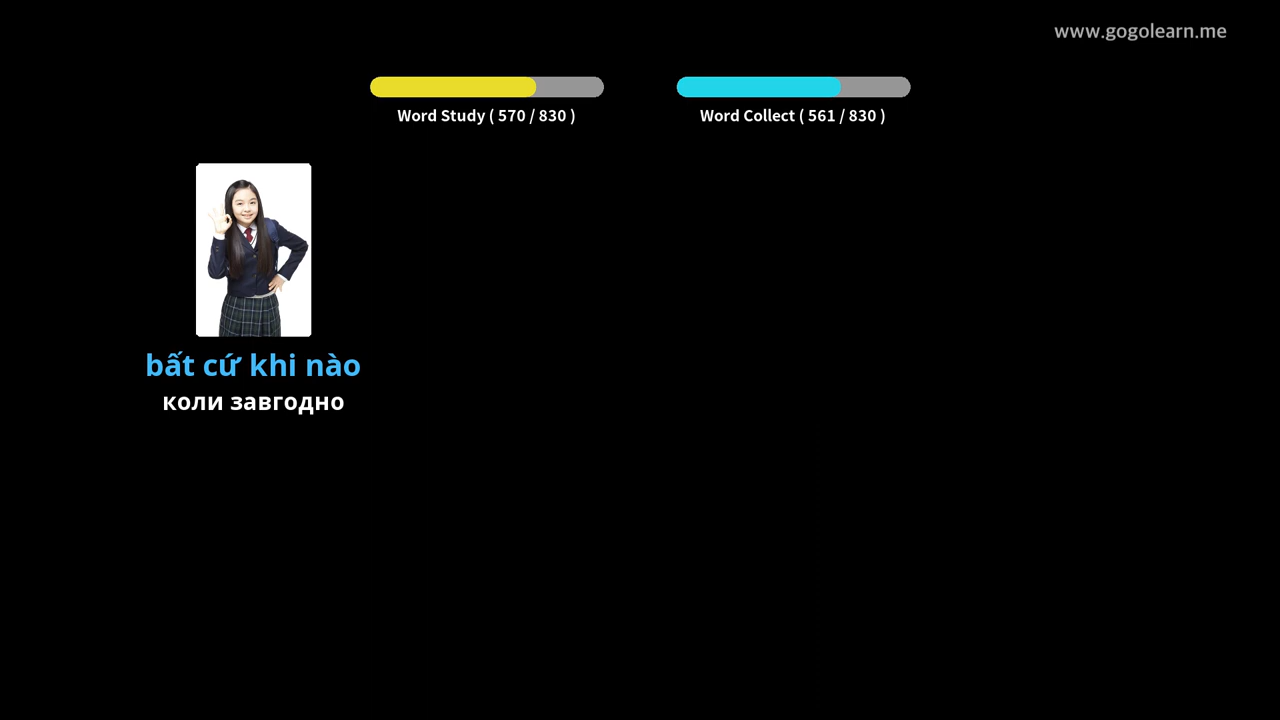 www.gogolearn.me
Word Study ( 570 / 830 )
Word Collect ( 561 / 830 )
bất cứ khi nào
коли завгодно